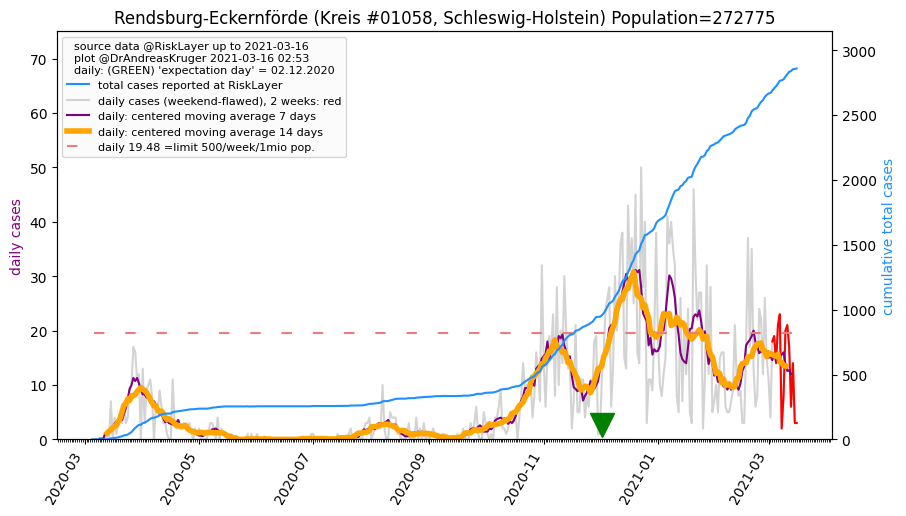 Rendsburg-Eckernförde (Kreis #01058, Schleswig-Holstein) Population=272775
source data @RiskLayer up to 2021-03-16
plot @DrAndreasKruger 2021-03-16 02:53
daily: (GREEN) 'expectation day' = 02.12.2020
total cases reported at RiskLayer
daily cases (weekend-flawed), 2 weeks: red
daily: centered moving average 7 days
daily: centered moving average 14 days
daily 19.48 =limit 500/week/1mio pop.
daily cases
70
60
50
40
30
20
10
0
cumulative total cases
3000
2500
2000
1500
1000
500
0
2020-03
2020-05
2020-07
2020-09
2020-11
2021-01
2021-03